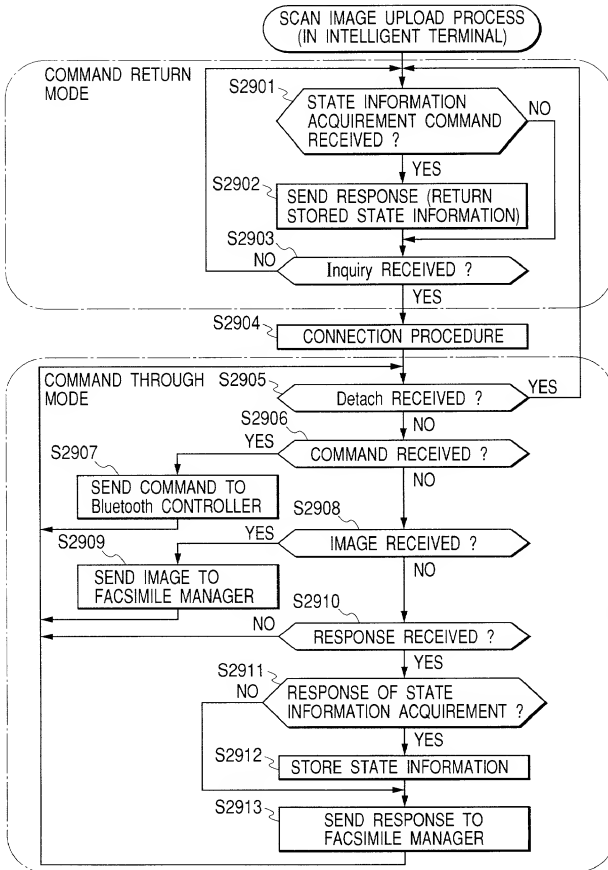 SCAN IMAGE UPLOAD PROCESS
(IN INTELLIGENT TERMINAL)
COMMAND RETURN
MODE
S2901
STATE INFORMATION
ACQUIREMENT COMMAND
RECEIVED ?
NO
YES
S2902
SEND RESPONSE (RETURN
STORED STATE INFORMATION)
S2903
NO
Inquiry RECEIVED ?
YES
S2904
CONNECTION PROCEDURE
COMMAND THROUGH
MODE
S2905
Detach RECEIVED ?
YES
NO
S2906
YES
COMMAND RECEIVED ?
NO
S2907
SEND COMMAND TO
Bluetooth CONTROLLER
S2908
YES
IMAGE RECEIVED ?
NO
S2909
SEND IMAGE TO
FACSIMILE MANAGER
S2910
NO
RESPONSE RECEIVED ?
YES
S2911
NO
RESPONSE OF STATE
INFORMATION ACQUIREMENT ?
YES
S2912
STORE STATE INFORMATION
S2913
SEND RESPONSE TO
FACSIMILE MANAGER